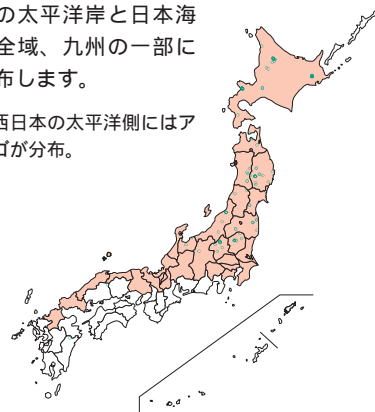 の太平洋岸と日本海
全域、九州の一部に
布します。
西日本の太平洋側にはア
ゴが分布。